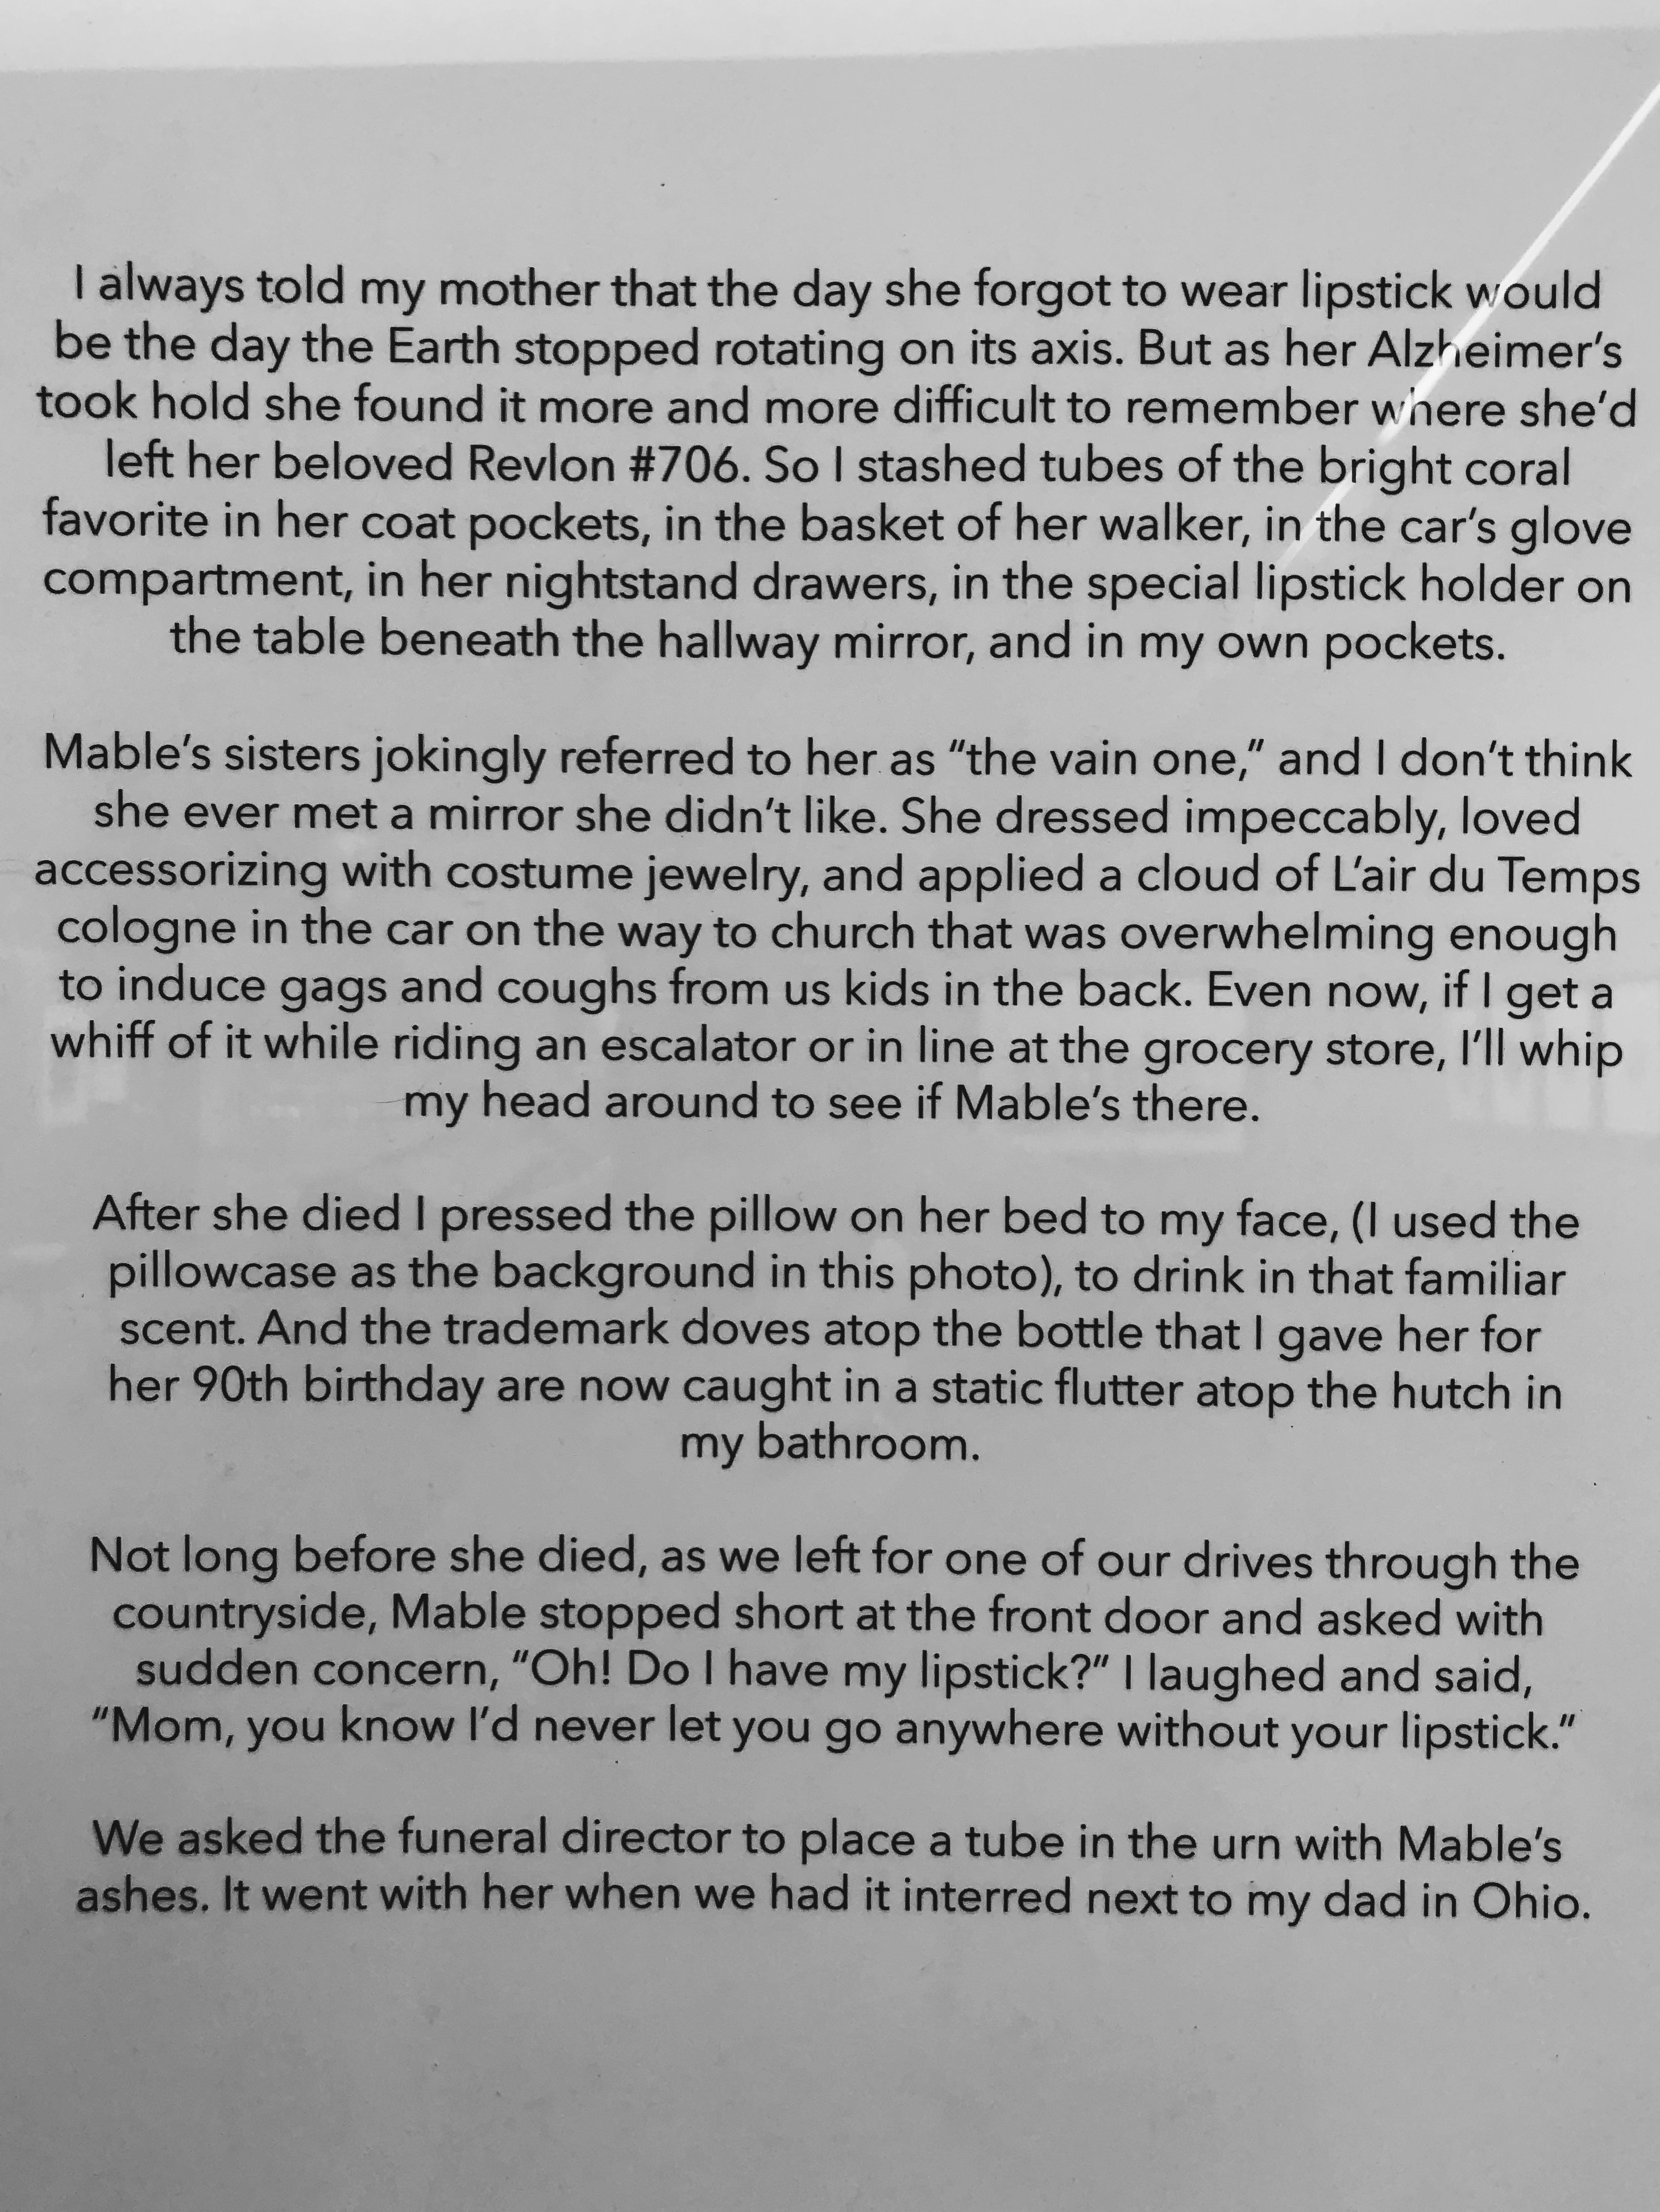 I always told my mother that the day she forgot to wear lipstick would
be the day the Earth stopped rotating on its axis. But as her Alzheimer’s
took hold she found it more and more difficult to remember where she’d
left her beloved Revlon #706. So I stashed tubes of the bright coral
favorite in her coat pockets, in the basket of her walker, in the car’s glove
compartment, in her nightstand drawers, in the special lipstick holder on
the table beneath the hallway mirror, and in my own pockets.
Mable’s sisters jokingly referred to her as “the vain one,” and I don’t think
she ever met a mirror she didn’t like. She dressed impeccably, loved
accessorizing with costume jewelry, and applied a cloud of L’air du Temps
cologne in the car on the way to church that was overwhelming enough
to induce gags and coughs from us kids in the back. Even now, if I get a
whiff of it while riding an escalator or in line at the grocery store, I’ll whip
my head around to see if Mable’s there.
After she died I pressed the pillow on her bed to my face, (I used the
pillowcase as the background in this photo), to drink in that familiar
scent. And the trademark doves atop the bottle that I gave her for
her 90th birthday are now caught in a static flutter atop the hutch in
my bathroom.
Not long before she died, as we left for one of our drives through the
countryside, Mable stopped short at the front door and asked with
sudden concern, “Oh! Do I have my lipstick?” I laughed and said,
“Mom, you know I’d never let you go anywhere without your lipstick.”
We asked the funeral director to place a tube in the urn with Mable’s
ashes. It went with her when we had it interred next to my dad in Ohio.